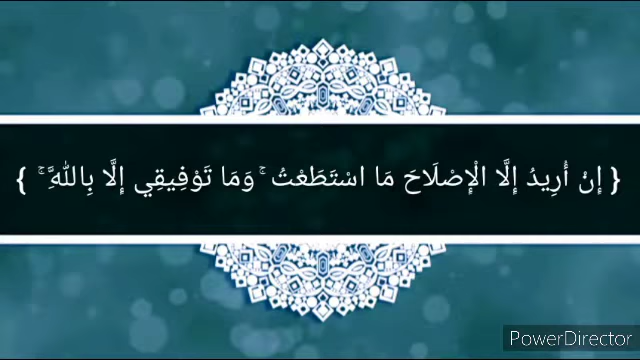 { إِنْ أُرِيدُ إِلَّا الْإِصْلَاحَ مَا اسْتَطَعْتُ ۚ وَمَا تَوْفِيقِي إِلَّا بِاللَّهِ ۚ }
PowerDirector